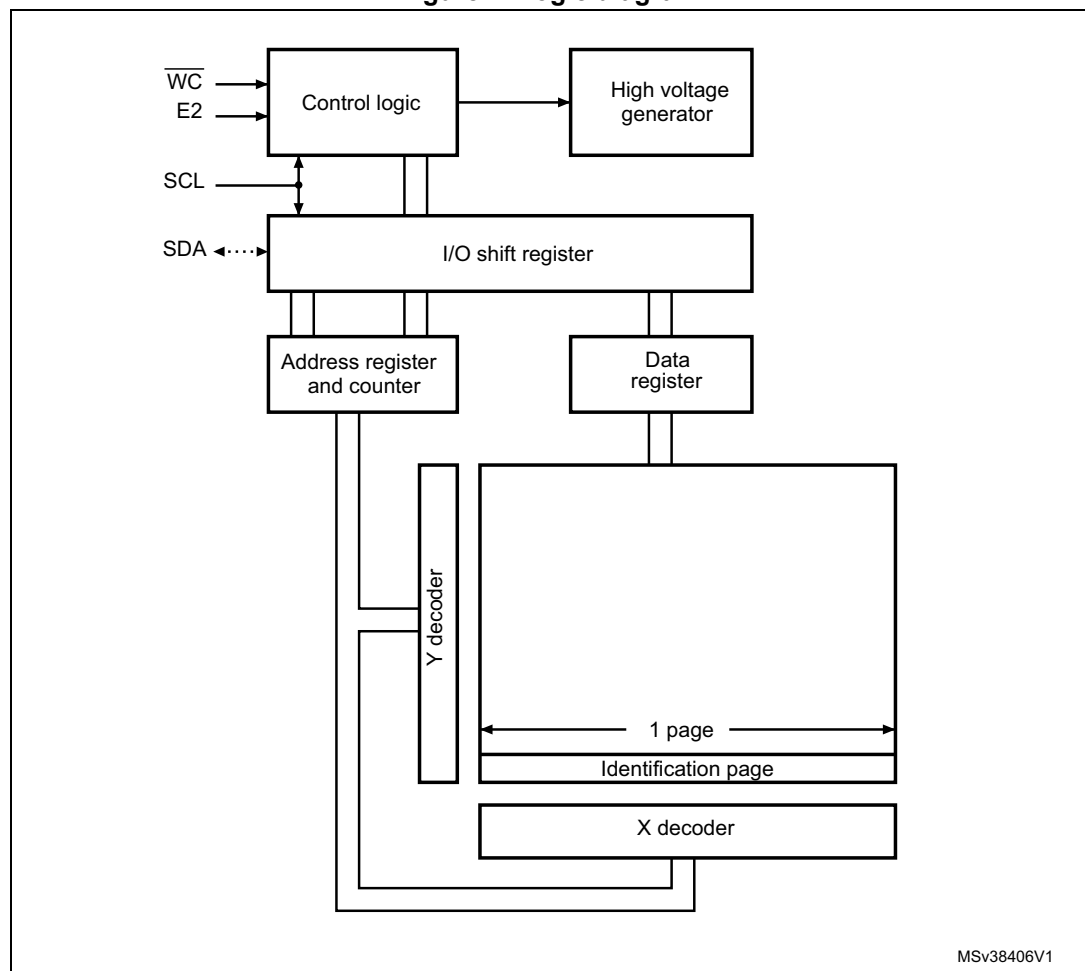 WC
E2
SCL
SDA
Control logic
High voltage
generator
I/O shift register
Address register
and counter
Data
register
Y decoder
1 page
Identification page
X decoder
MSv38406V1